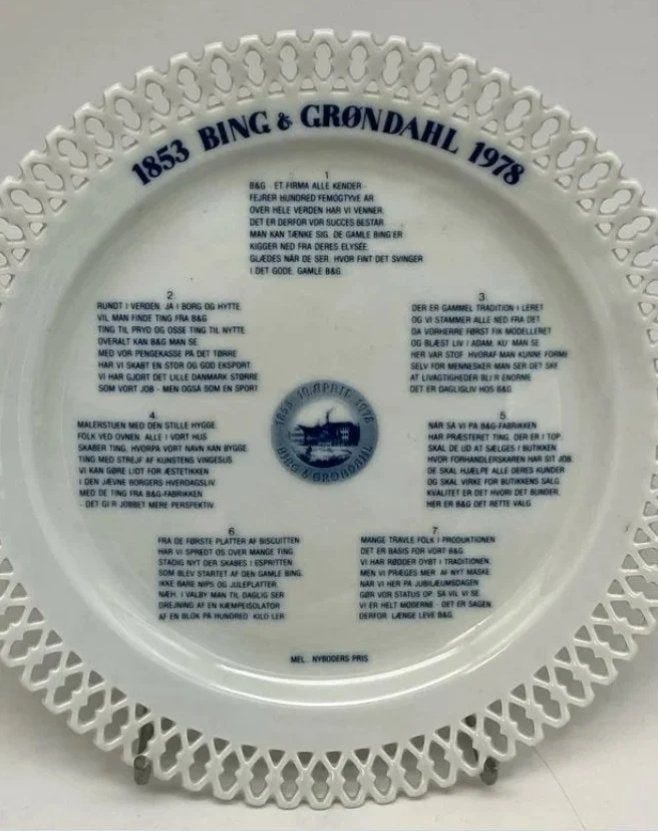 1853 BING & GRØNDAHL 1978
1
B&G - ET FIRMA ALLE KENDER -
FEJRER HUNDRED FEMOGTYVE ÅR
OVER HELE VERDEN HAR VI VENNER.
DET ER DERFOR VOR SUCCES BESTÅR.
MAN KAN TÆNKE SIG, DE GAMLE BING'ER
KIGGER NED FRA DERES ELYSÉE,
GLÆDES NÅR DE SER, HVOR FINT DET SVINGER
I DET GODE, GAMLE B&G.
2
RUNDT I VERDEN, JA I BORG OG HYTTE
VIL MAN FINDE TING FRA B&G
TING TIL PRYD OG OSSE TING TIL NYTTE
OVERALT KAN B&G MAN SE.
MED VOR PENGEKASSE PÅ DET TØRRE
HAR VI SKABT EN STOR OG GOD EKSPORT
VI HAR GJORT DET LILLE DANMARK STØRRE
SOM VORT JOB - MEN OGSÅ SOM EN SPORT
3
DER ER GAMMEL TRADITION I LERET
OG VI STAMMER ALLE NED FRA DET
DA VORHERRE FØRST FIK MODELLERET
OG BLÆST LIV I ADAM, KU' MAN SE
HER VAR STOF, HVORAF MAN KUNNE FORME
SELV FOR MENNESKER MAN SER DET SKE
AT LIVAGTIGHEDER BLI'R ENORME
DET ER DAGLIGLIV HOS B&G
4
MALERSTUEN MED DEN STILLE HYGGE
FOLK VED OVNEN, ALLE I VORT HUS
SKABER TING, HVORPÅ VORT NAVN KAN BYGGE
TING MED STREJF AF KUNSTENS VINGESUS
VI KAN GØRE LIDT FOR ÆSTETIKKEN
I DEN JÆVNE BORGERS HVERDAGSLIV
MED DE TING FRA B&G-FABRIKKEN
- DET GI'R JOBBET MERE PERSPEKTIV
5
NÅR SÅ VI PÅ B&G-FABRIKKEN
HAR PRÆSTERET TING, DER ER I TOP,
SKAL DE UD AT SÆLGES I BUTIKKEN
HVOR FORHANDLERSKAREN HAR SIT JOB.
DE SKAL HJÆLPE ALLE DERES KUNDER
OG SKAL VIRKE FOR BUTIKKENS SALG
KVALITET ER DET HVORI DET BUNDER,
HER ER B&G DET RETTE VALG
1853 19. APRIL 1978
BING & GRØNDAHL
6
FRA DE FØRSTE PLATTER AF BISCUITTEN
HAR VI SPREDT OS OVER MANGE TING
STADIG NYT DER SKABES I ESPRITTEN
SOM BLEV STARTET AF DEN GAMLE BING.
IKKE BARE NIPS OG JULEPLATTER
NÆH, I VALBY MAN TIL DAGLIG SER
DREJNING AF EN KÆMPEISOLATOR
AF EN BLOK PÅ HUNDRED KILO LER
7
MANGE TRAVLE FOLK I PRODUKTIONEN
DET ER BASIS FOR VORT B&G
VI HAR RØDDER DYBT I TRADITIONEN
MEN VI PRÆGES MER' AF NYT MÅSKE.
NÅR VI HER PÅ JUBILÆUMSDAGEN
GØR VOR STATUS OP, SÅ VIL VI SE
VI ER HELT MODERNE - DET ER SAGEN
DERFOR: LÆNGE LEVE B&G.
MEL.: NYBODERS PRIS